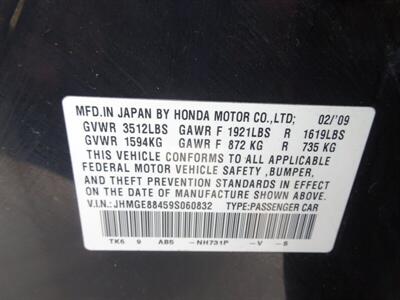 MFD.IN JAPAN BY HONDA MOTOR CO.,LTD; 02/'09
GVWR 3512LBS GAWR F 1921LBS R 1619LBS
GVWR 1594KG GAWR F 872 KG R 735 KG
THIS VEHICLE CONFORMS TO ALL APPLICABLE
FEDERAL MOTOR VEHICLE SAFETY ,BUMPER,
AND THEFT PREVENTION STANDARDS IN EFFECT
ON THE DATE OF MANUFACTURE SHOWN ABOVE.
V.I.N.:JHMGE88459S060832 TYPE:PASSENGER CAR
TK6 9 AB5 -NH731P -V -S